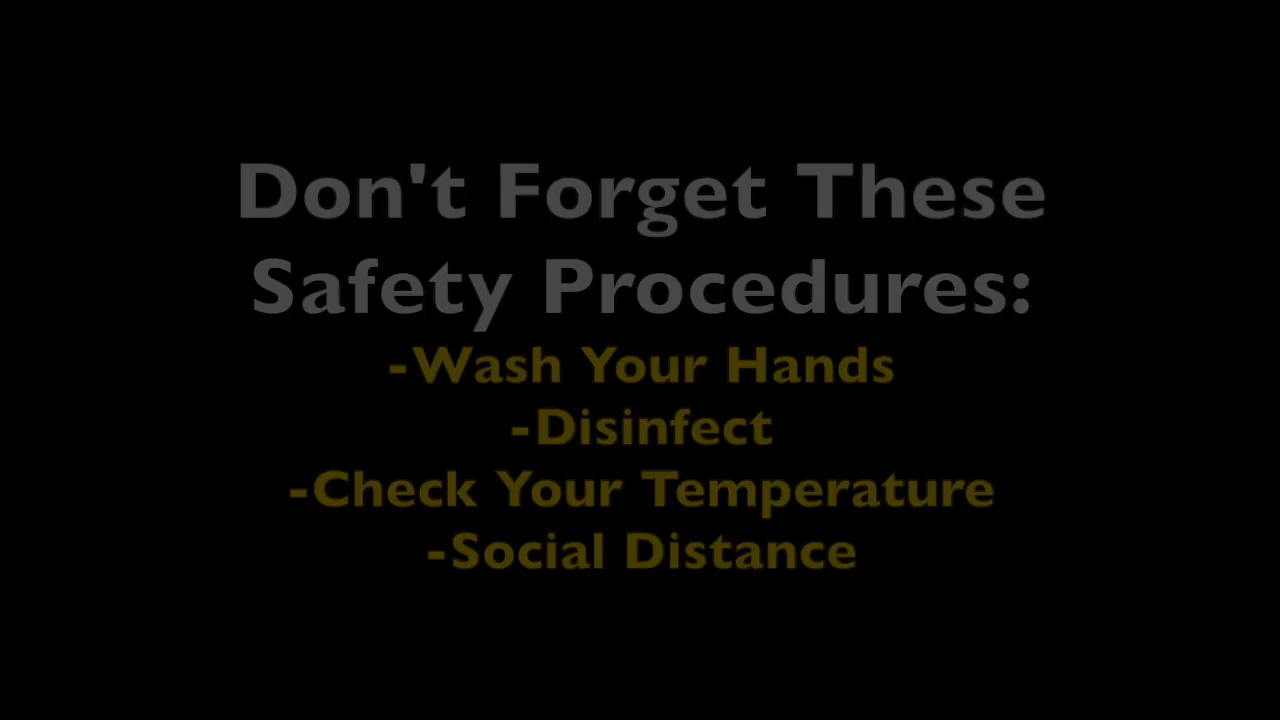 Don't Forget These
Safety Procedures:
-Wash Your Hands
-Disinfect
-Check Your Temperature
-Social Distance